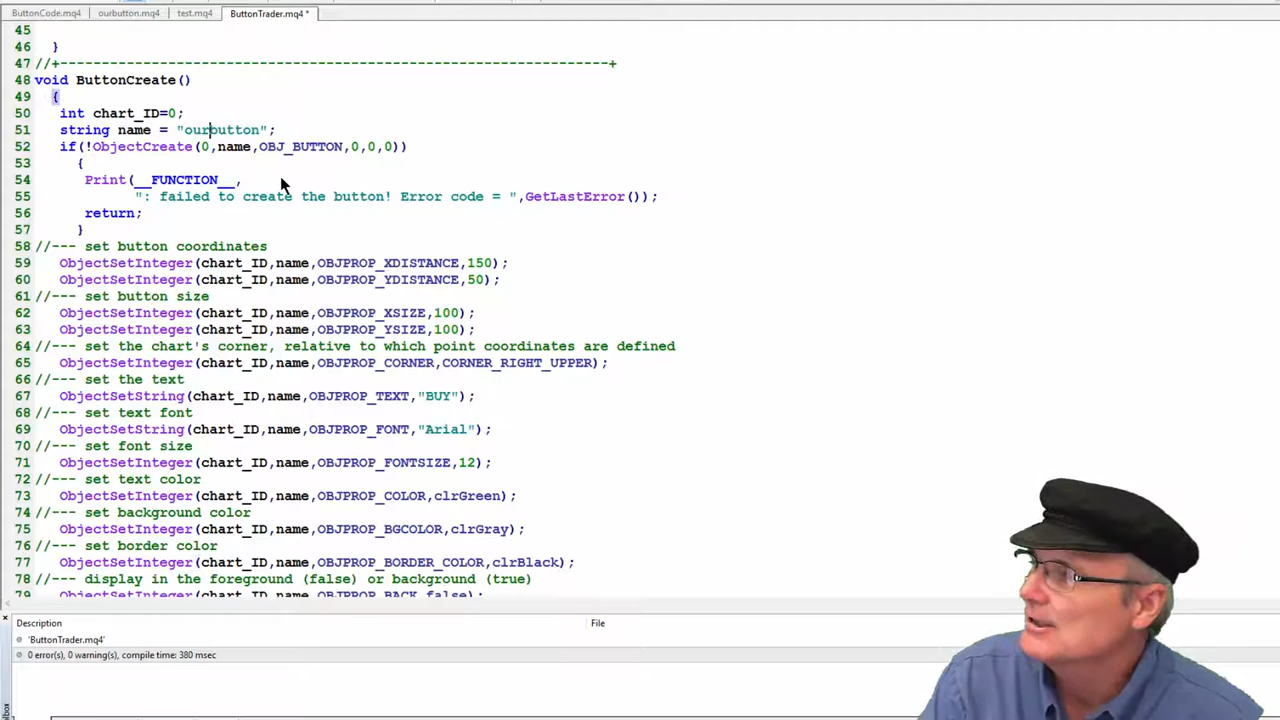 ButtonCode.mq4 ourbutton.mq4 test.mq4 ButtonTrader.mq4 *
45
46 }
47 //+------------------------------------------------------------------+
48 void ButtonCreate()
49 {
50 int chart_ID=0;
51 string name = "ourbutton";
52 if(!ObjectCreate(0,name,OBJ_BUTTON,0,0,0))
53 {
54 Print(__FUNCTION__,
55 ": failed to create the button! Error code = ",GetLastError());
56 return;
57 }
58 //--- set button coordinates
59 ObjectSetInteger(chart_ID,name,OBJPROP_XDISTANCE,150);
60 ObjectSetInteger(chart_ID,name,OBJPROP_YDISTANCE,50);
61 //--- set button size
62 ObjectSetInteger(chart_ID,name,OBJPROP_XSIZE,100);
63 ObjectSetInteger(chart_ID,name,OBJPROP_YSIZE,100);
64 //--- set the chart's corner, relative to which point coordinates are defined
65 ObjectSetInteger(chart_ID,name,OBJPROP_CORNER,CORNER_RIGHT_UPPER);
66 //--- set the text
67 ObjectSetString(chart_ID,name,OBJPROP_TEXT,"BUY");
68 //--- set text font
69 ObjectSetString(chart_ID,name,OBJPROP_FONT,"Arial");
70 //--- set font size
71 ObjectSetInteger(chart_ID,name,OBJPROP_FONTSIZE,12);
72 //--- set text color
73 ObjectSetInteger(chart_ID,name,OBJPROP_COLOR,clrGreen);
74 //--- set background color
75 ObjectSetInteger(chart_ID,name,OBJPROP_BGCOLOR,clrGray);
76 //--- set border color
77 ObjectSetInteger(chart_ID,name,OBJPROP_BORDER_COLOR,clrBlack);
78 //--- display in the foreground (false) or background (true)
79 ObjectSetInteger(chart_ID,name,OBJPROP_BACK,false);
Description File
'ButtonTrader.mq4'
0 error(s), 0 warning(s), compile time: 380 msec